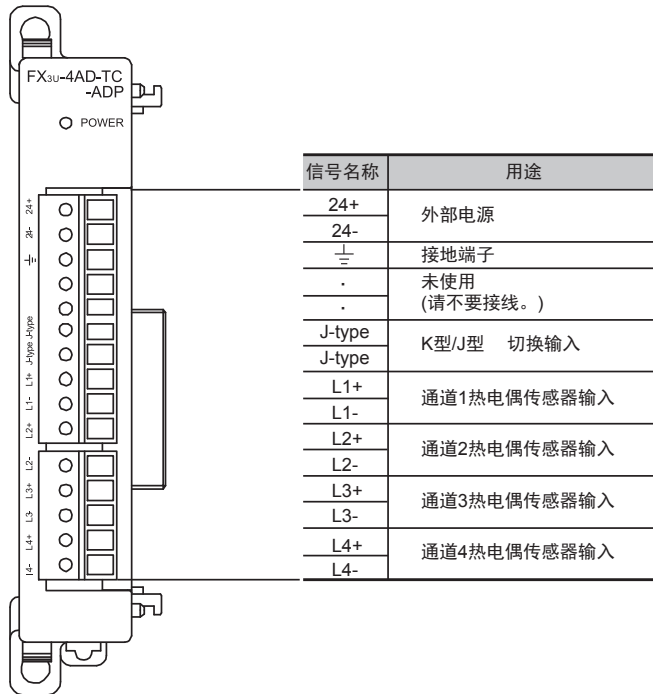 FX3U-4AD-TC
-ADP
POWER
24+
24-
J-type
J-type
L1+
L1-
L2+
L2-
L3+
L3-
L4+
I4-
信号名称 用途
24+ 外部电源
24-
接地端子
· 未使用
· (请不要接线。)
J-type K型/J型 切换输入
J-type
L1+ 通道1热电偶传感器输入
L1-
L2+ 通道2热电偶传感器输入
L2-
L3+ 通道3热电偶传感器输入
L3-
L4+ 通道4热电偶传感器输入
L4-